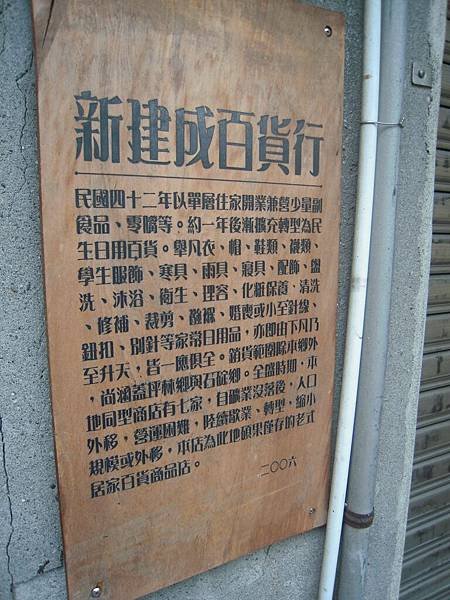 新建成百貨行
民國四十二年以單層住家開業兼營少量副
食品、零嘴等。約一年後漸擴充轉型為民
生日用百貨。舉凡衣、帽、鞋類、襪類、
學生服飾、寒具、雨具、寢具、配飾、盥
洗、沐浴、衛生、理容、化粧保養、清洗
、修補、裁剪、襁褓、婚喪或小至針線、
鈕扣、別針等家常日用品，亦即由下凡乃
至升天，皆一應俱全。銷貨範圍除本鄉外
，尚涵蓋坪林鄉與石碇鄉。全盛時期，本
地同型商店有七家，自礦業沒落後，人口
外移，營運困難，陸續歇業、轉型、縮小
規模或外移，本店為此地碩果僅存的老式
居家百貨商品店。
二〇〇六